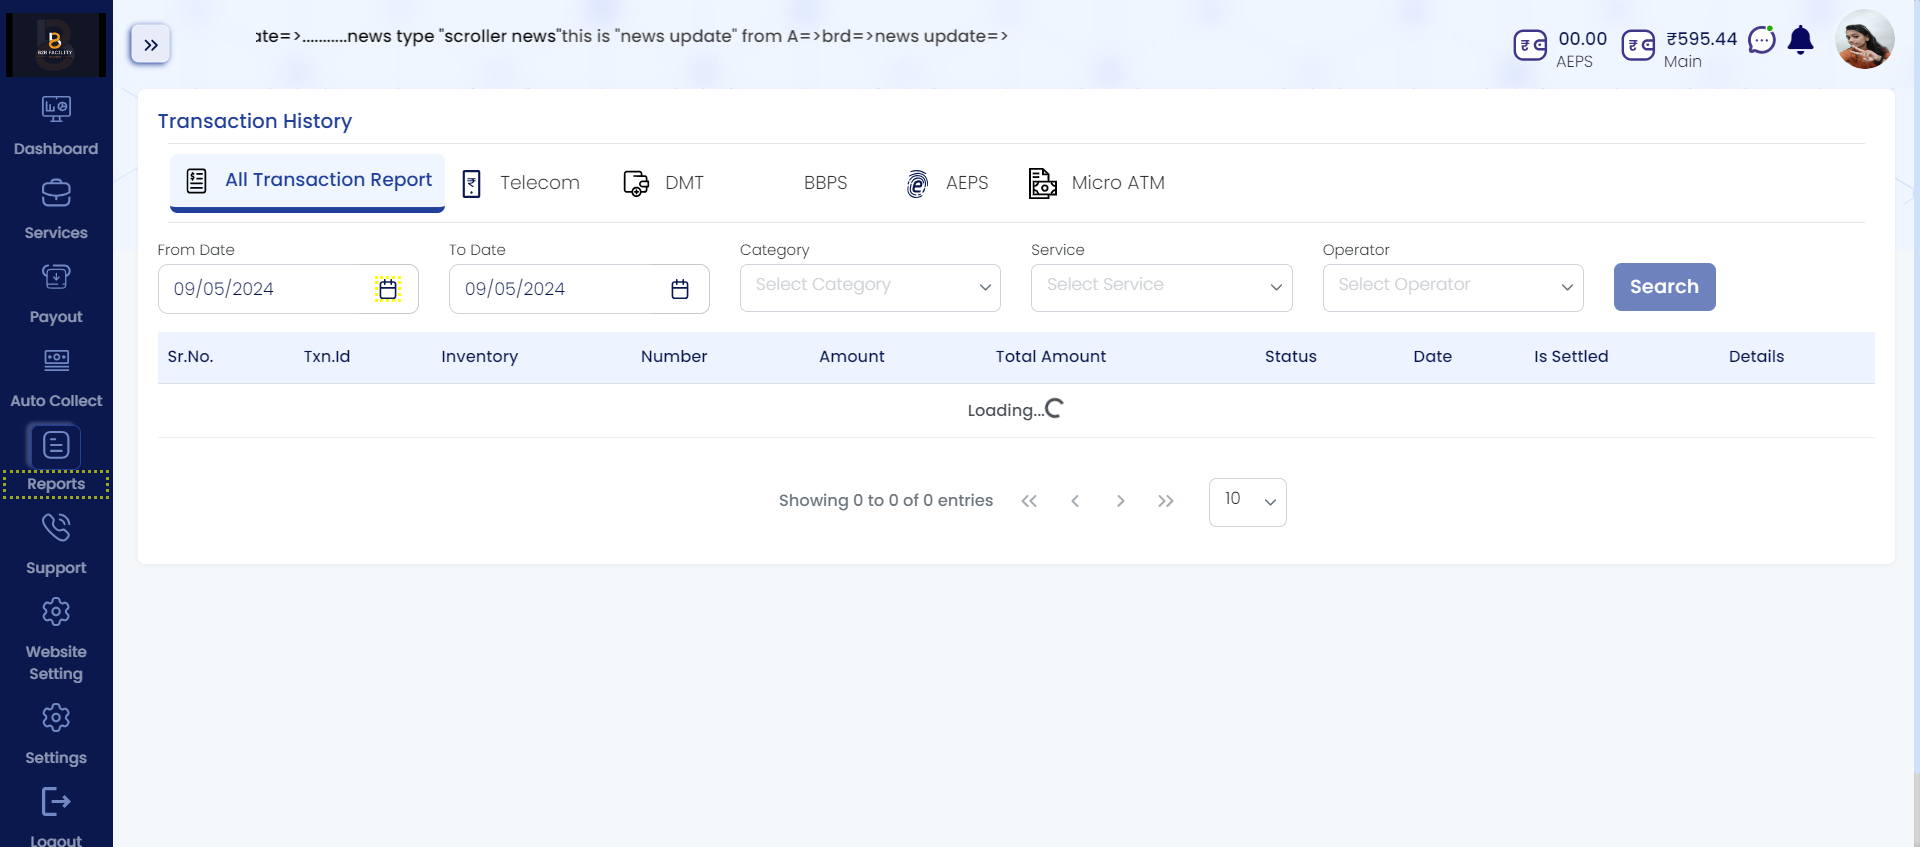 B2B FACILITY
ate=>...........news type "scroller news"this is "news update" from A=>brd=>news update=>
00.00
AEPS
₹595.44
Main
Dashboard
Services
Payout
Auto Collect
Reports
Support
Website
Setting
Settings
Logout
Transaction History
All Transaction Report
Telecom
DMT
BBPS
AEPS
Micro ATM
From Date
To Date
Category
Service
Operator
09/05/2024
09/05/2024
Select Category
Select Service
Select Operator
Search
Sr.No. Txn.Id Inventory Number Amount Total Amount Status Date Is Settled Details
Loading...
Showing 0 to 0 of 0 entries
10